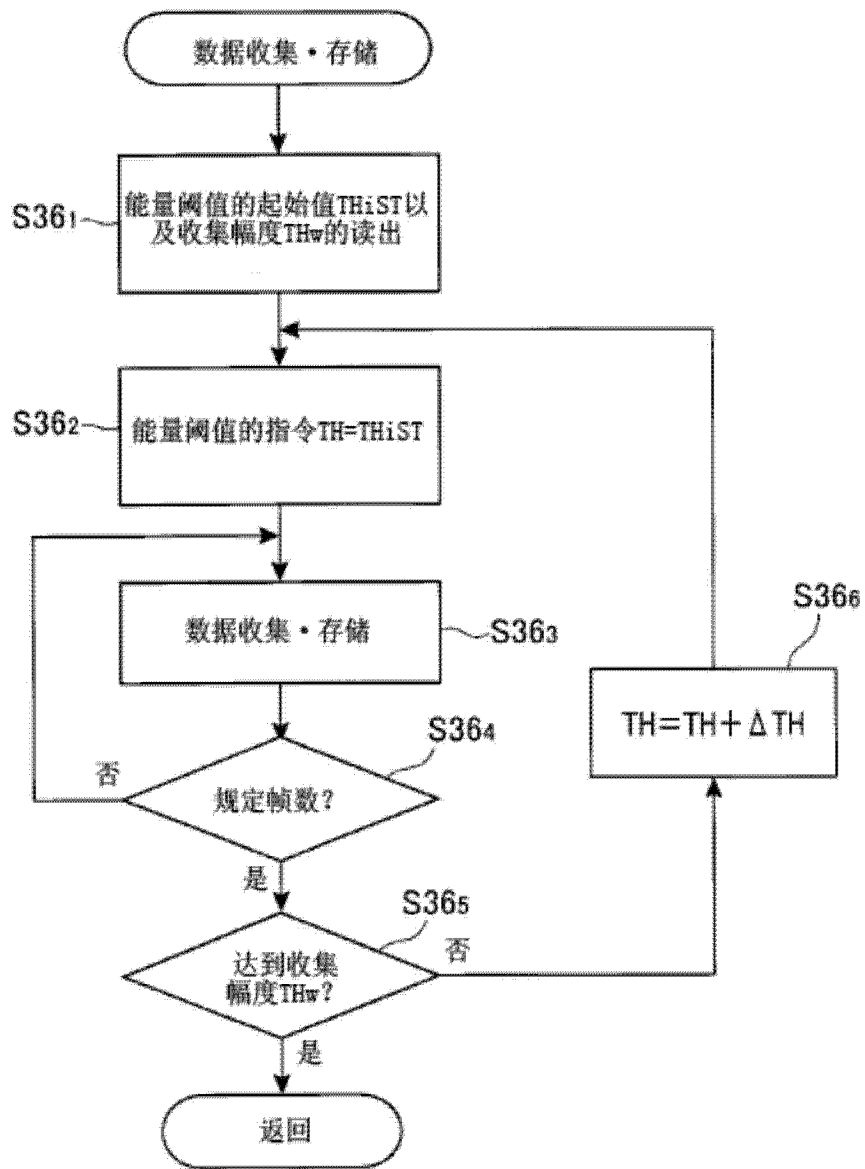 数据收集·存储
S361
能量阈值的起始值THiST以
及收集幅度THw的读出
S362
能量阈值的指令TH=THiST
数据收集·存储
S363
S366
TH=TH+ΔTH
S364
否
规定帧数？
是
S365
达到收集
幅度THw？
否
是
返回